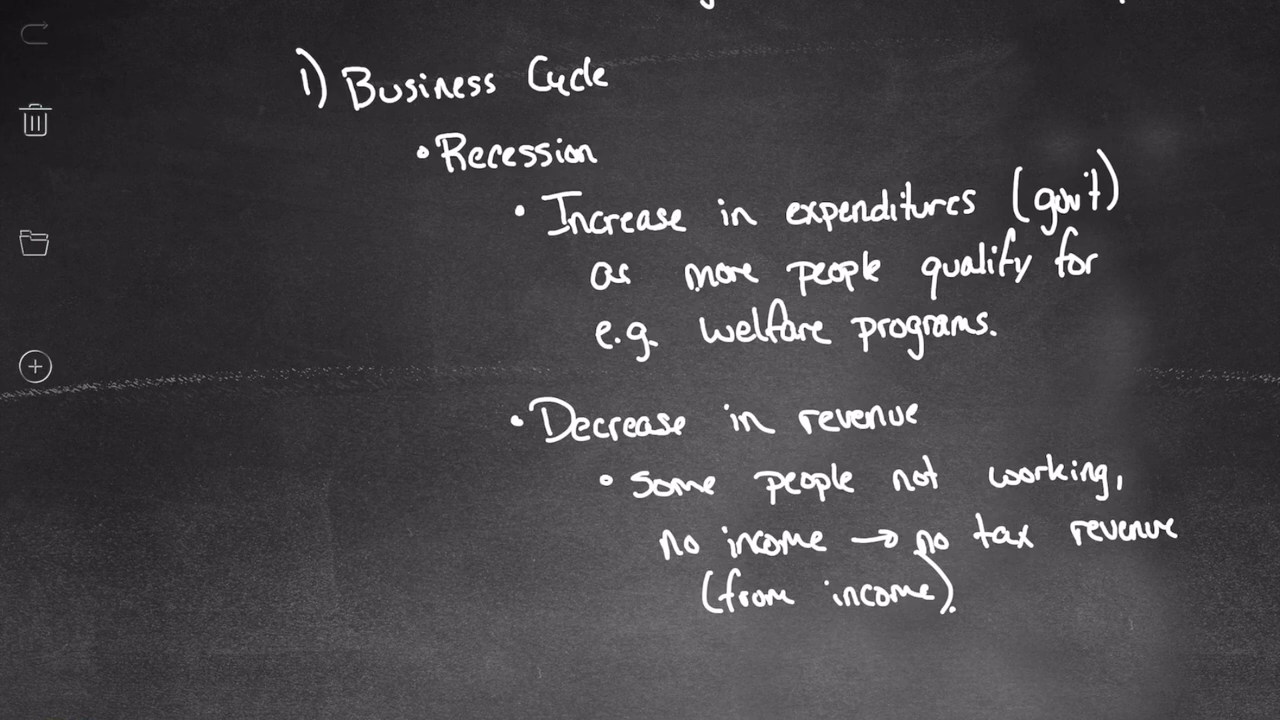 1) Business Cycle
• Recession
• Increase in expenditures (gov't)
as more people qualify for
e.g. welfare programs.
• Decrease in revenue
• Some people not working,
no income → no tax revenue
(from income).